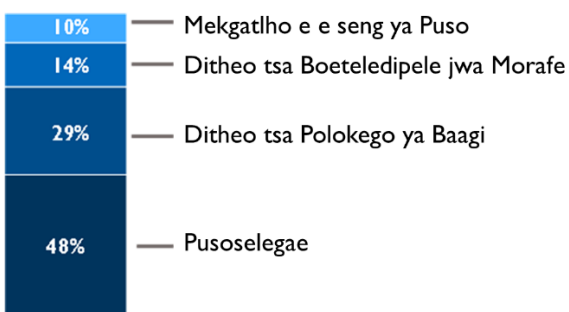 10% Mekgatlho e e seng ya Puso
14% Ditheo tsa Boeteledipele jwa Morafe
29% Ditheo tsa Polokego ya Baagi
48% Pusoselegae